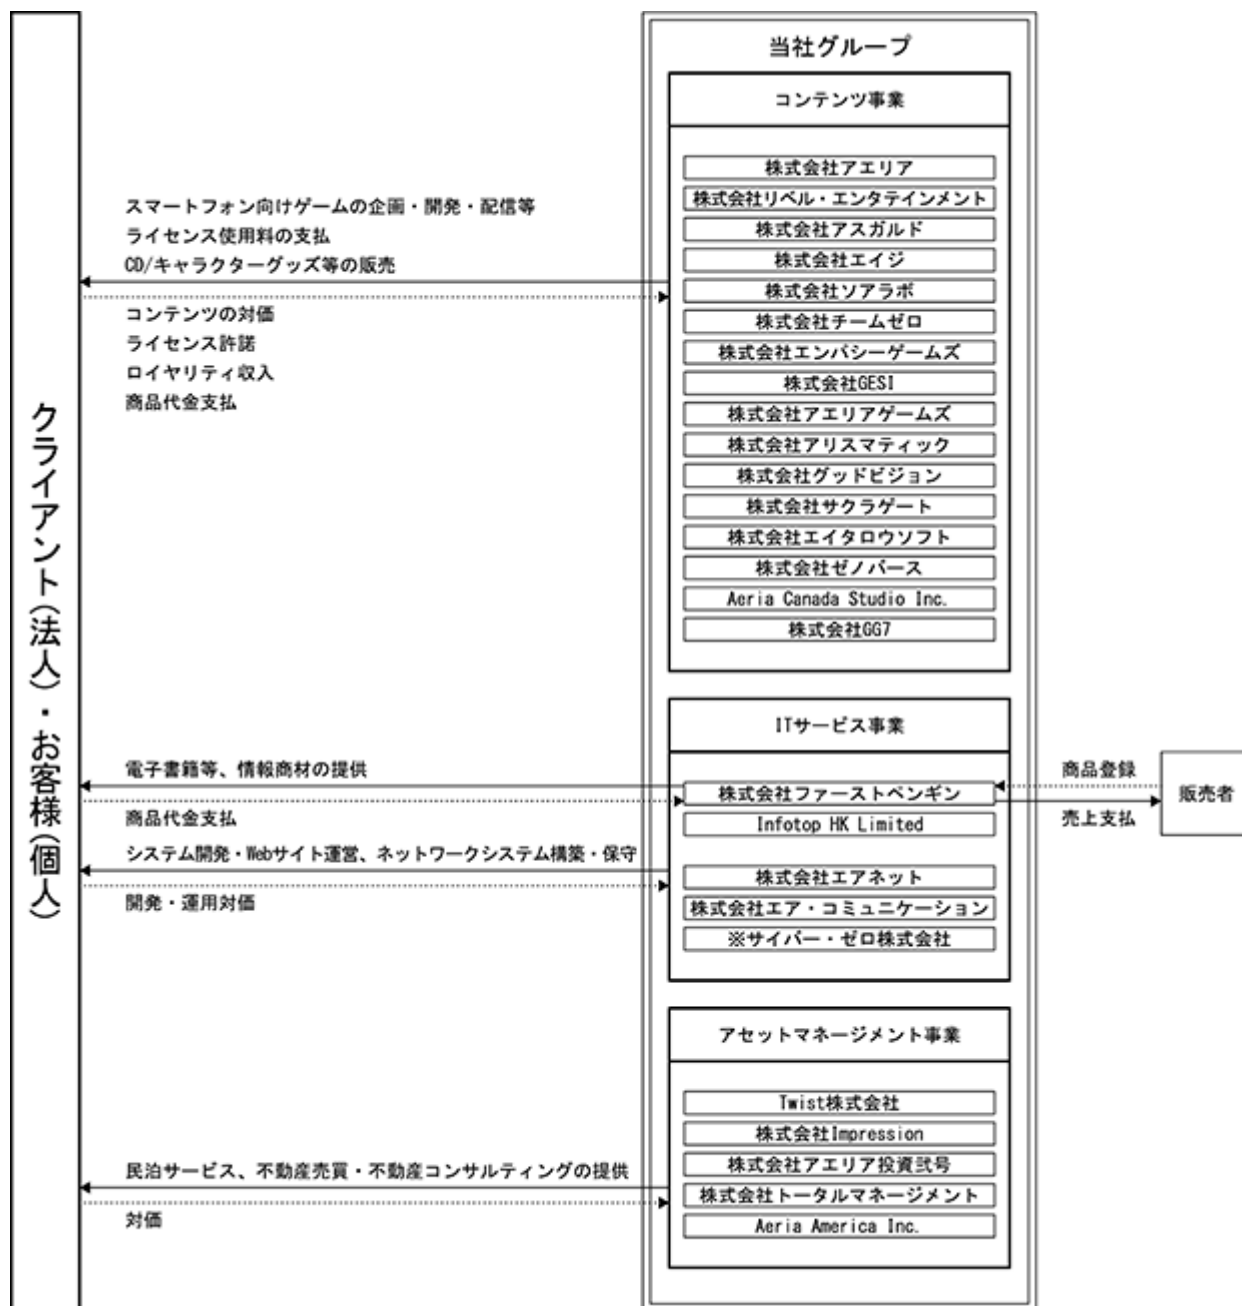 当社グループ
コンテンツ事業
株式会社アエリア
株式会社リベル・エンタテインメント
株式会社アスガルド
株式会社エイジ
株式会社ソアラボ
株式会社チームゼロ
株式会社エンバシーゲームズ
株式会社GESI
株式会社アエリアゲームズ
株式会社アリスマティック
株式会社グッドビジョン
株式会社サクラゲート
株式会社エイタロウソフト
株式会社ゼノバース
Aeria Canada Studio Inc.
株式会社GG7
スマートフォン向けゲームの企画・開発・配信等
ライセンス使用料の支払
CD/キャラクターグッズ等の販売
コンテンツの対価
ライセンス許諾
ロイヤリティ収入
商品代金支払
クライアント(法人)・お客様(個人)
ITサービス事業
電子書籍等、情報商材の提供
商品代金支払
株式会社ファーストペンギン
Infotop HK Limited
商品登録
売上支払
販売者
システム開発・Webサイト運営、ネットワークシステム構築・保守
開発・運用対価
株式会社エアネット
株式会社エア・コミュニケーション
※サイバー・ゼロ株式会社
アセットマネージメント事業
Twist株式会社
株式会社Impression
株式会社アエリア投資弐号
株式会社トータルマネージメント
Aeria America Inc.
民泊サービス、不動産売買・不動産コンサルティングの提供
対価